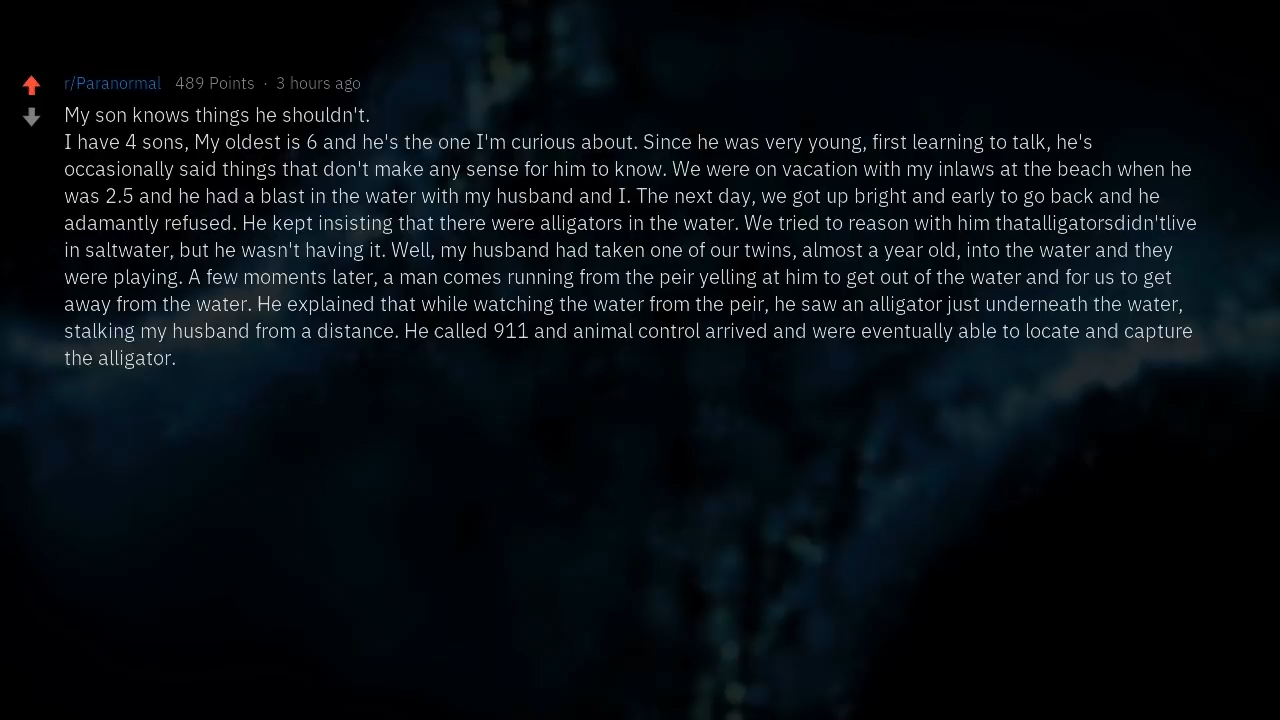 r/Paranormal 489 Points · 3 hours ago
My son knows things he shouldn't.
I have 4 sons, My oldest is 6 and he's the one I'm curious about. Since he was very young, first learning to talk, he's
occasionally said things that don't make any sense for him to know. We were on vacation with my inlaws at the beach when he
was 2.5 and he had a blast in the water with my husband and I. The next day, we got up bright and early to go back and he
adamantly refused. He kept insisting that there were alligators in the water. We tried to reason with him thatalligatorsdidn'tlive
in saltwater, but he wasn't having it. Well, my husband had taken one of our twins, almost a year old, into the water and they
were playing. A few moments later, a man comes running from the peir yelling at him to get out of the water and for us to get
away from the water. He explained that while watching the water from the peir, he saw an alligator just underneath the water,
stalking my husband from a distance. He called 911 and animal control arrived and were eventually able to locate and capture
the alligator.